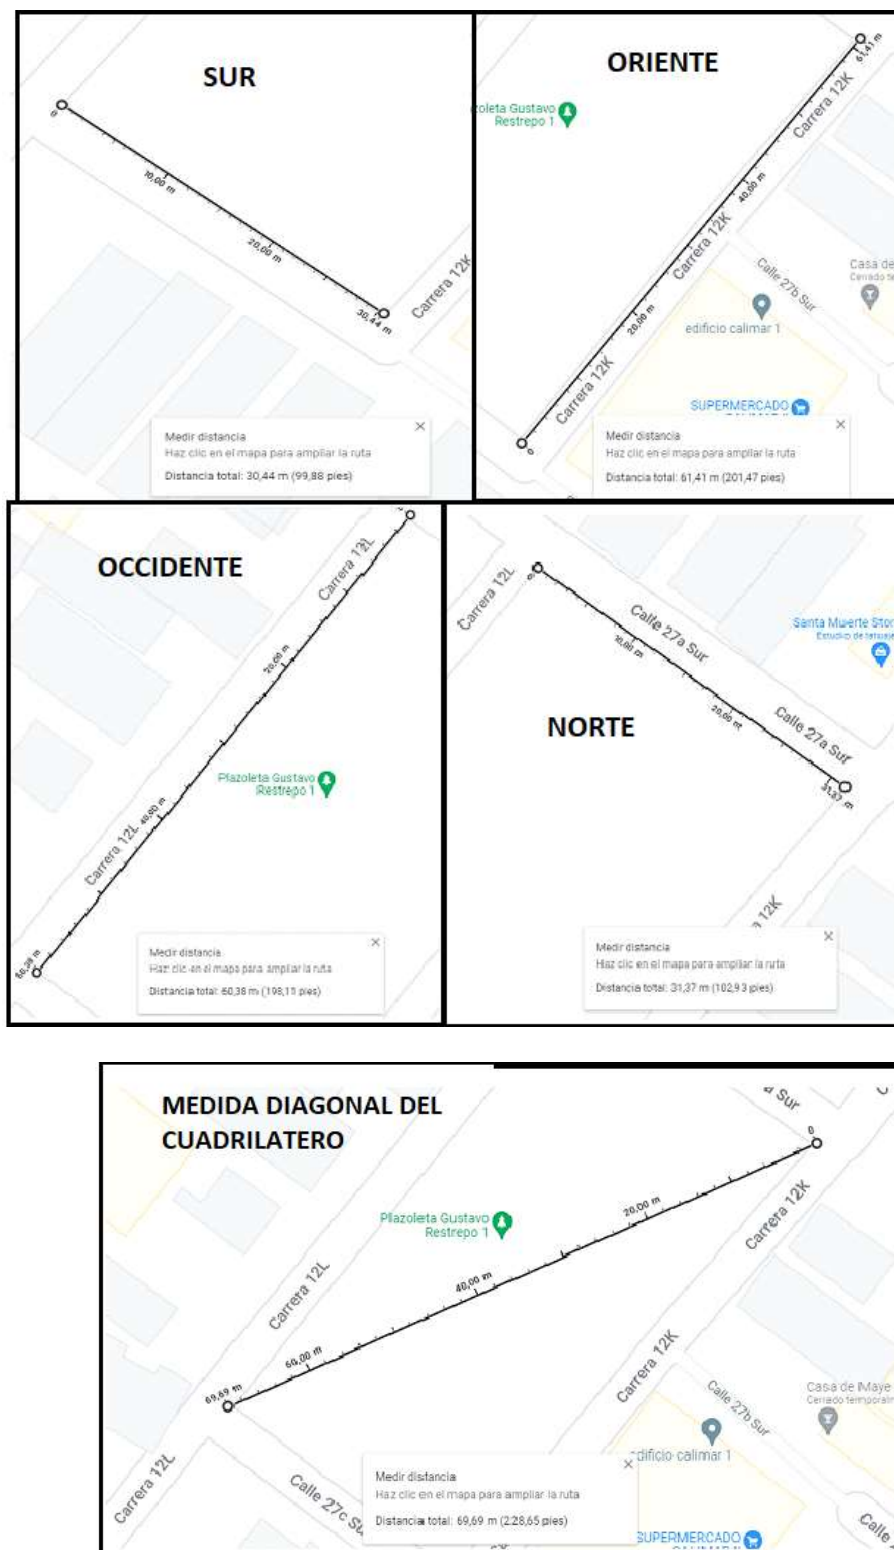 SUR
0
10,00 m
20,00 m
30,44 m
Carrera 12K
Medir distancia
Haz clic en el mapa para ampliar la ruta
Distancia total: 30,44 m (99,88 pies)
ORIENTE
zoleta Gustavo
Restrepo 1
61,41 m
Carrera 12K
40,00 m
Carrera 12K
Calle 27b Sur
Casa de
Cerrado te
edificio calimar 1
20,00 m
Carrera 12K
SUPERMERCADO
0
Medir distancia
Haz clic en el mapa para ampliar la ruta
Distancia total: 61,41 m (201,47 pies)
OCCIDENTE
Carrera 12L
20,00 m
Plazoleta Gustavo
Restrepo 1
40,00 m
Carrera 12L
60,38 m
Medir distancia
Haz clic en el mapa para ampliar la ruta
Distancia total: 60,38 m (198,11 pies)
Carrera 12L
0
Calle 27a Sur
10,00 m
Santa Muerte Stor
Estudio de tatuaje
20,00 m
Calle 27a Sur
NORTE
31,37 m
a 12K
Medir distancia
Haz clic en el mapa para ampliar la ruta
Distancia total: 31,37 m (102,93 pies)
MEDIDA DIAGONAL DEL
CUADRILATERO
a Sur
0
20,00 m
Carrera 12K
Plazoleta Gustavo
Restrepo 1
40,00 m
Carrera 12L
60,00 m
69,69 m
Carrera 12K
Calle 27b Sur
Casa de Maye
Cerrado temporalm
edificio calimar 1
Carrera 12L
Calle 27c Su
Medir distancia
Haz clic en el mapa para ampliar la ruta
Distancia total: 69,69 m (228,65 pies)
Calle
SUPERMERCADO